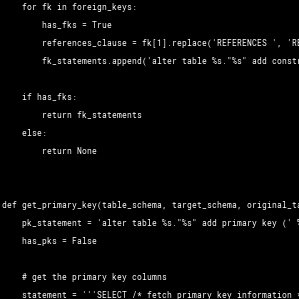 for fk in foreign_keys:
has_fks = True
references_clause = fk[1].replace('REFERENCES ', 'RE
fk_statements.append('alter table %s."%s" add constr
if has_fks:
return fk_statements
else:
return None
def get_primary_key(table_schema, target_schema, original_ta
pk_statement = 'alter table %s."%s" add primary key (' %
has_pks = False
# get the primary key columns
statement = '''SELECT /* fetch primary key information *